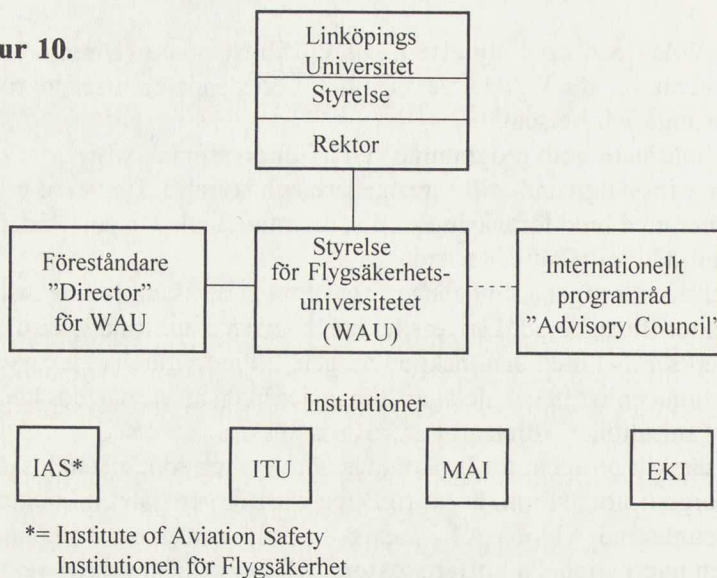 ur 10.
Linköpings
Universitet
Styrelse
Rektor
Föreståndare
"Director"
för WAU
Styrelse
för Flygsäkerhets-
universitetet
(WAU)
Internationellt
programråd
"Advisory Council"
Institutioner
IAS*
ITU
MAI
EKI
*= Institute of Aviation Safety
Institutionen för Flygsäkerhet